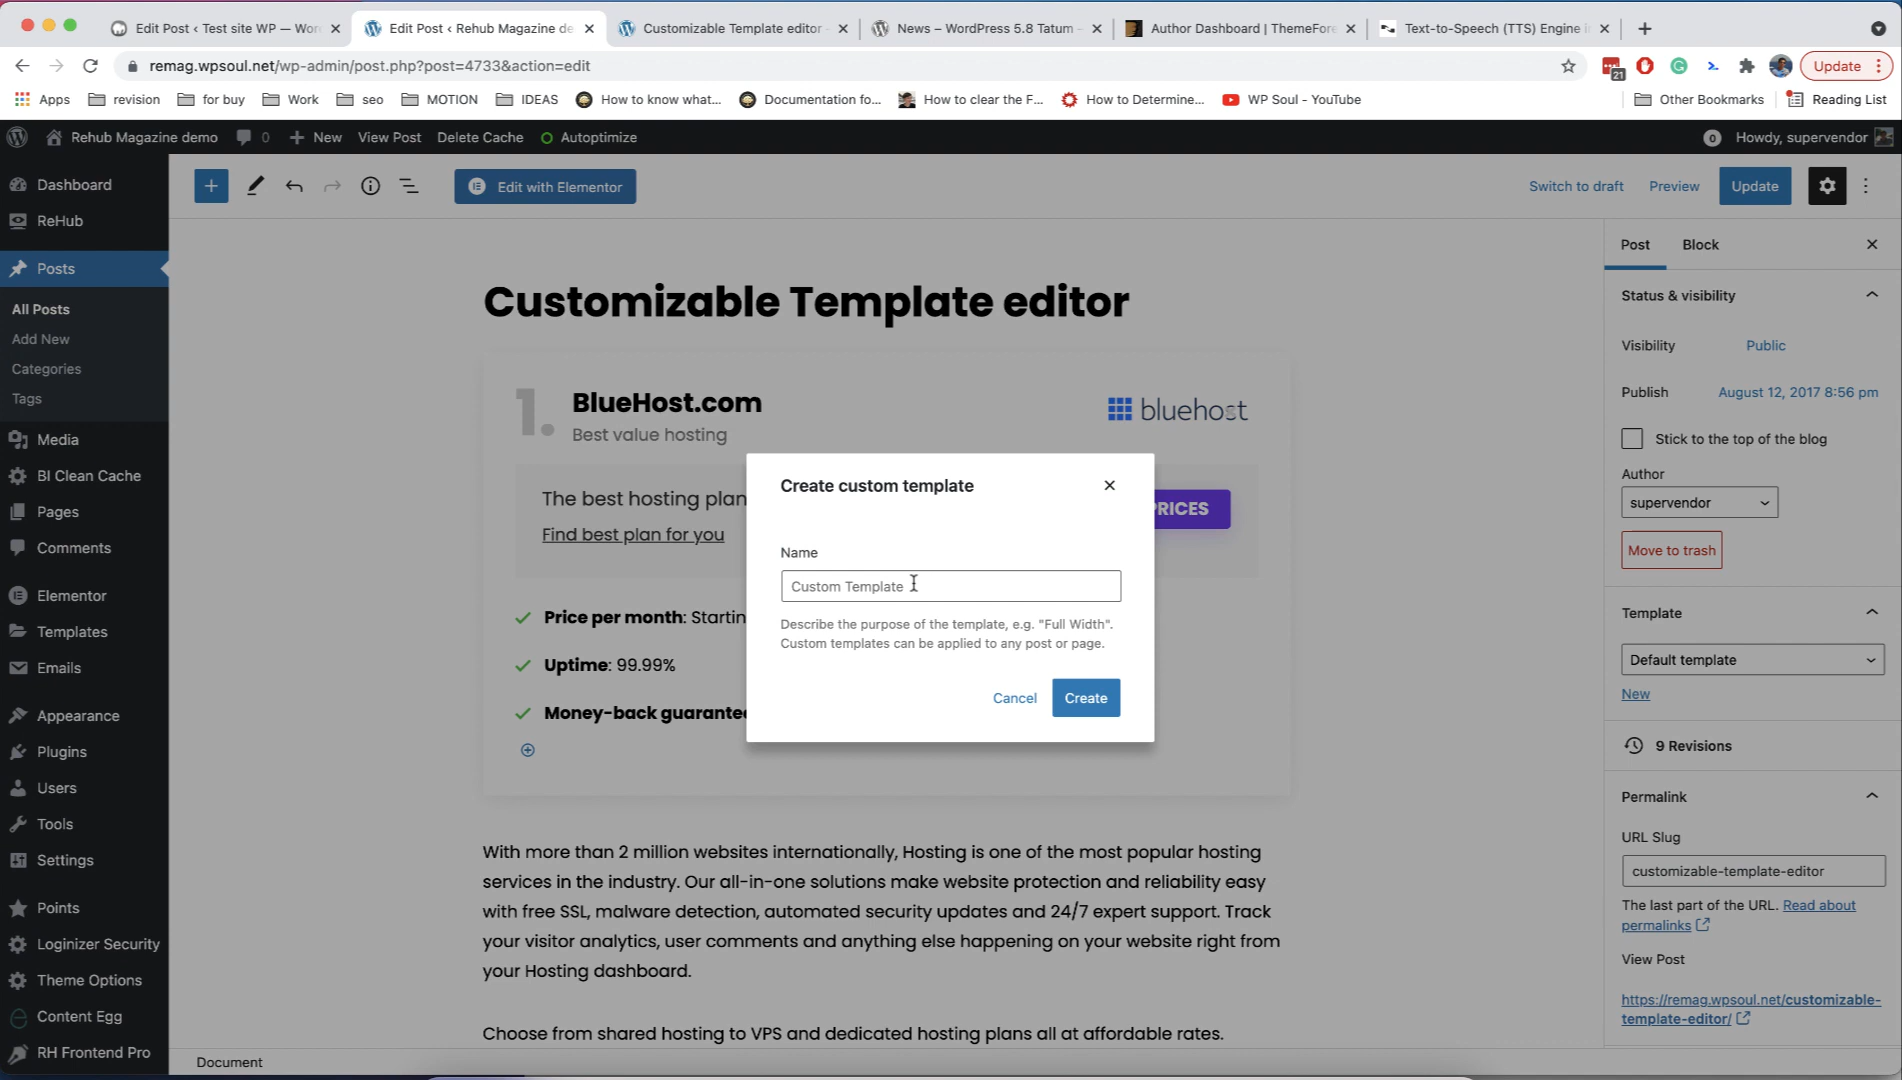 Edit Post ‹ Test site WP — Wor
Edit Post ‹ Rehub Magazine de
Customizable Template editor -
News – WordPress 5.8 Tatum –
Author Dashboard | ThemeFore
Text-to-Speech (TTS) Engine i
remag.wpsoul.net/wp-admin/post.php?post=4733&action=edit
21
Update
Apps
revision
for buy
Work
seo
MOTION
IDEAS
How to know what...
Documentation fo...
How to clear the F...
How to Determine...
WP Soul - YouTube
Other Bookmarks
Reading List
Rehub Magazine demo
0
New
View Post
Delete Cache
Autoptimize
0
Howdy, supervendor
Dashboard
ReHub
Posts
All Posts
Add New
Categories
Tags
Media
BI Clean Cache
Pages
Comments
Elementor
Templates
Emails
Appearance
Plugins
Users
Tools
Settings
Points
Loginizer Security
Theme Options
Content Egg
RH Frontend Pro
Edit with Elementor
Switch to draft
Preview
Update
Customizable Template editor
1.
BlueHost.com
Best value hosting
bluehost
The best hosting plan
Find best plan for you
PRICES
Price per month: Startin
Uptime: 99.99%
Money-back guarantee
With more than 2 million websites internationally, Hosting is one of the most popular hosting
services in the industry. Our all-in-one solutions make website protection and reliability easy
with free SSL, malware detection, automated security updates and 24/7 expert support. Track
your visitor analytics, user comments and anything else happening on your website right from
your Hosting dashboard.
Choose from shared hosting to VPS and dedicated hosting plans all at affordable rates.
Document
Create custom template
Name
Custom Template
Describe the purpose of the template, e.g. "Full Width".
Custom templates can be applied to any post or page.
Cancel
Create
Post
Block
Status & visibility
Visibility
Public
Publish
August 12, 2017 8:56 pm
Stick to the top of the blog
Author
supervendor
Move to trash
Template
Default template
New
9 Revisions
Permalink
URL Slug
customizable-template-editor
The last part of the URL. Read about
permalinks
View Post
https://remag.wpsoul.net/customizable-
template-editor/